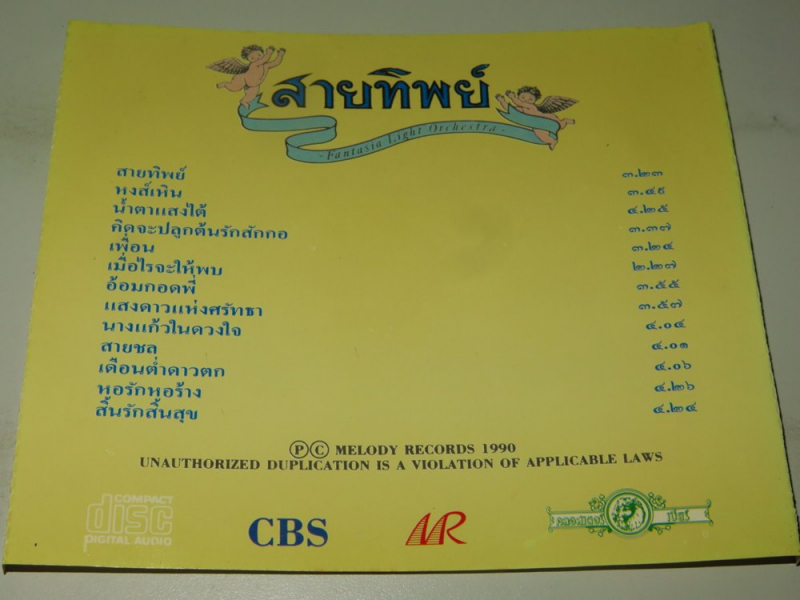 สายทิพย์
- Fantasia Light Orchestra -
สายทิพย์ ๓.๒๓
หงส์เหิน ๓.๔๙
น้ำตาแสงไต้ ๔.๒๕
คิดจะปลูกต้นรักสักกอ ๓.๓๗
เพื่อน ๓.๒๔
เมื่อไรจะให้พบ ๒.๒๗
อ้อมกอดพี่ ๓.๕๕
แสงดาวแห่งศรัทธา ๓.๕๗
นางแก้วในดวงใจ ๔.๐๔
สายชล ๔.๐๑
เดือนต่ำดาวตก ๔.๐๖
หอรักหอร้าง ๔.๒๖
สิ้นรักสิ้นสุข ๔.๒๔
Ⓟ Ⓒ MELODY RECORDS 1990
UNAUTHORIZED DUPLICATION IS A VIOLATION OF APPLICABLE LAWS
COMPACT
disc
DIGITAL AUDIO
CBS
MR